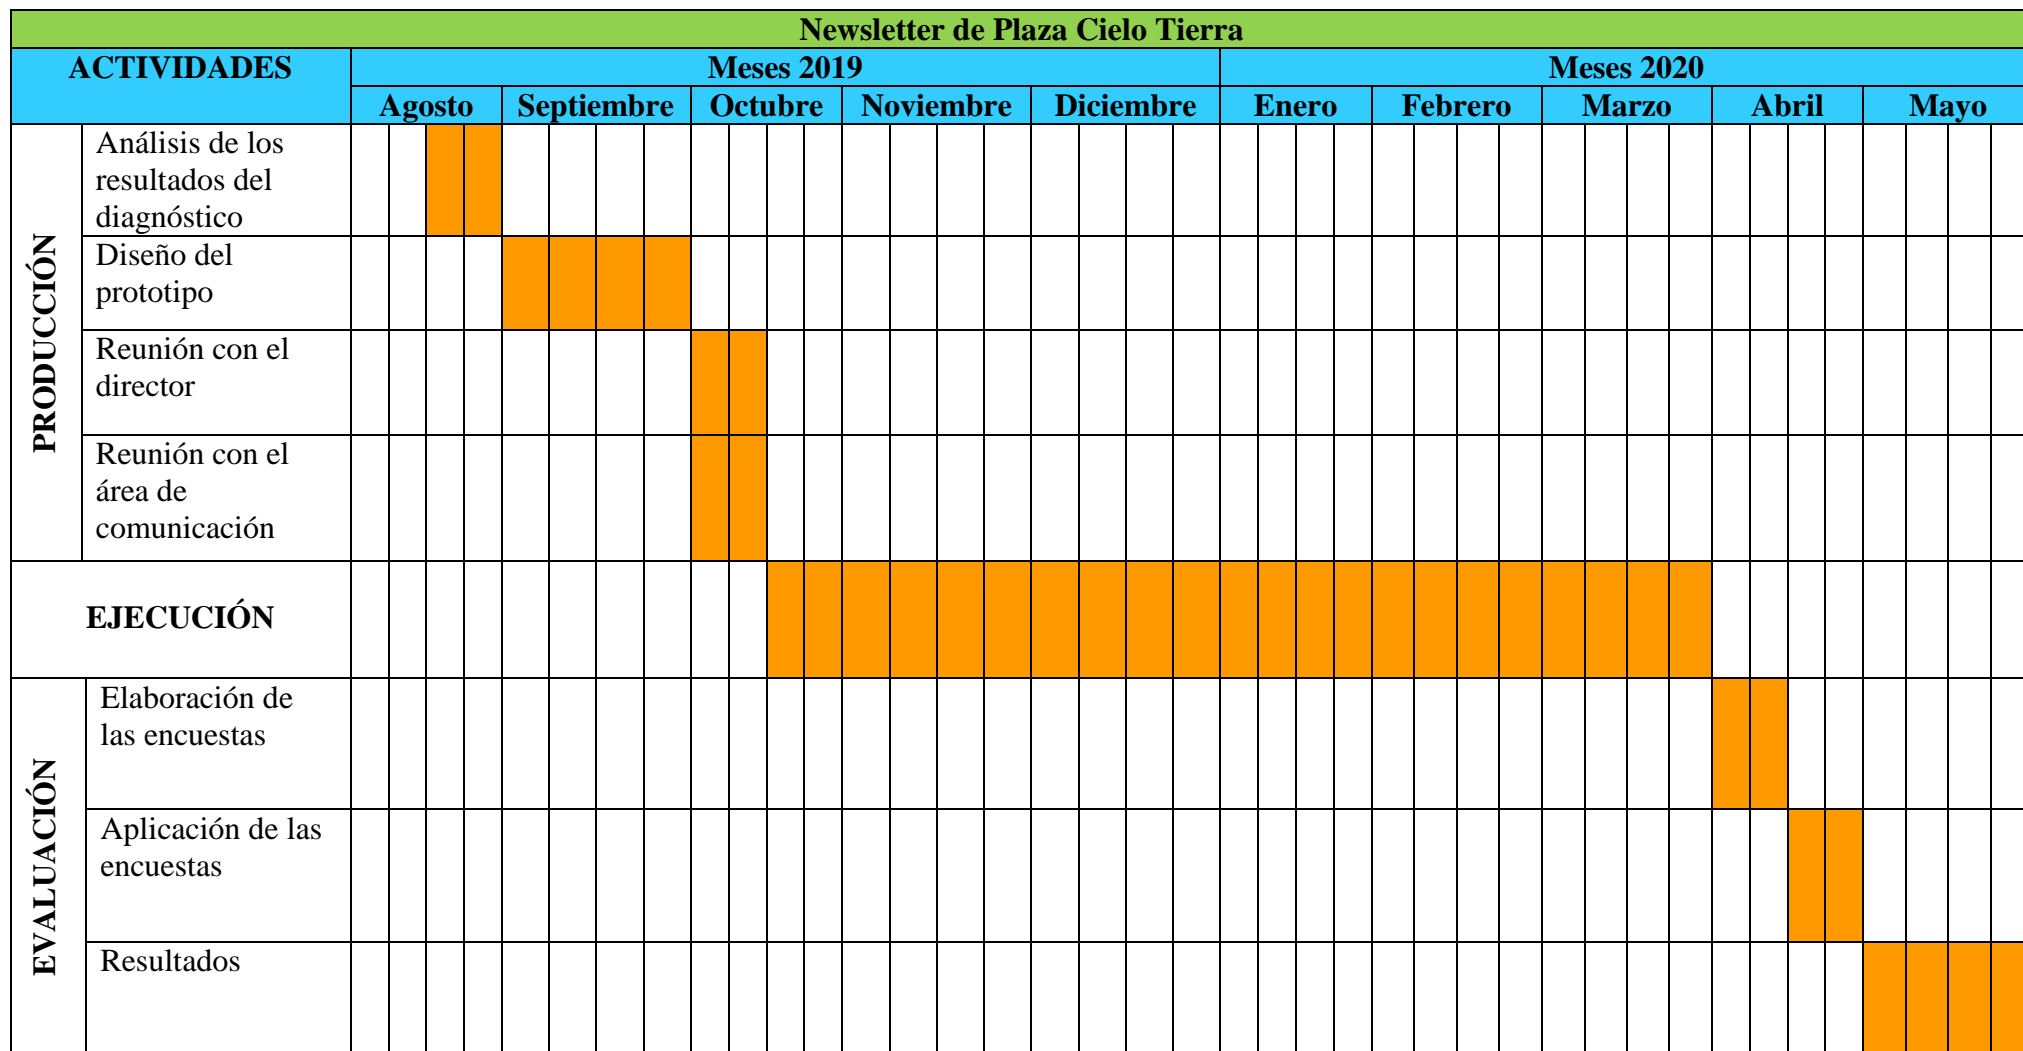 Newsletter de Plaza Cielo Tierra
ACTIVIDADES
Meses 2019
Meses 2020
Agosto
Septiembre
Octubre
Noviembre
Diciembre
Enero
Febrero
Marzo
Abril
Mayo
PRODUCCIÓN
Análisis de los
resultados del
diagnóstico
Diseño del
prototipo
Reunión con el
director
Reunión con el
área de
comunicación
EJECUCIÓN
EVALUACIÓN
Elaboración de
las encuestas
Aplicación de las
encuestas
Resultados